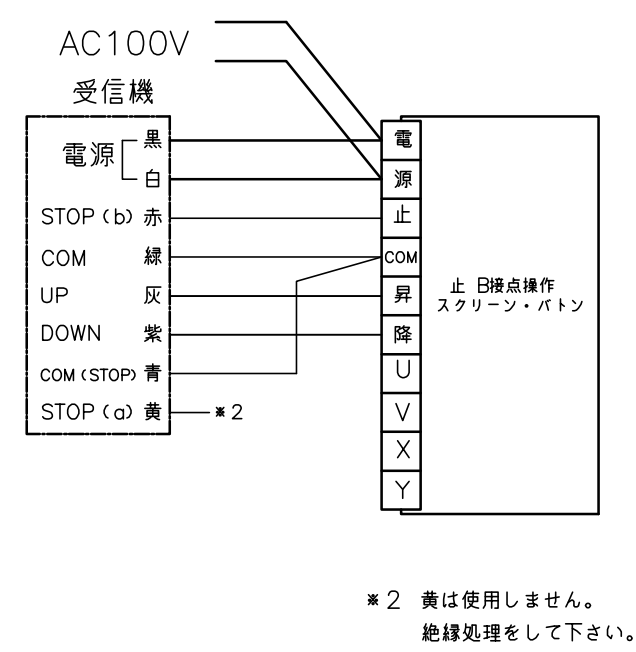 AC100V
受信機
電源 黒
白
STOP(b) 赤
COM 緑
UP 灰
DOWN 紫
COM(STOP) 青
STOP(a) 黄 ※2
電
源
止
COM
昇
降
U
V
X
Y
止 B接点操作
スクリーン・バトン
※2 黄は使用しません。
絶縁処理をして下さい。